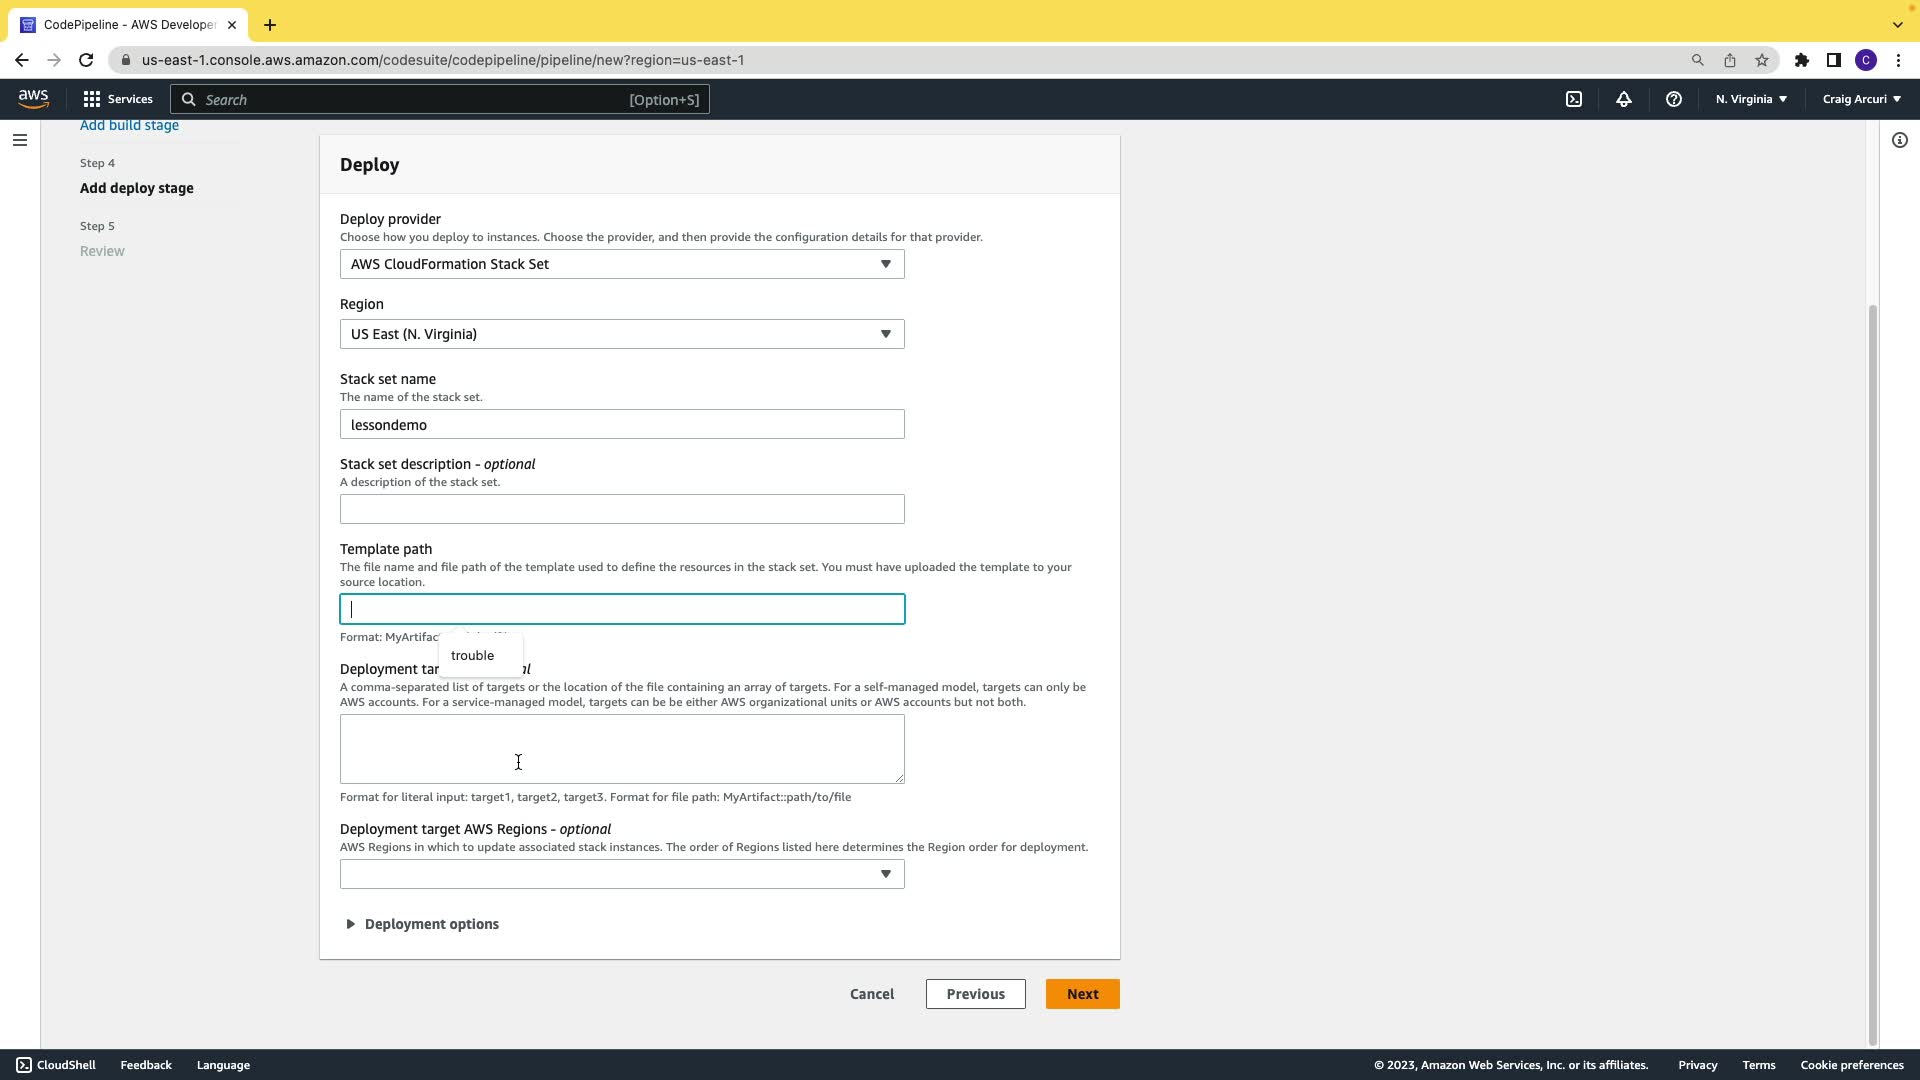 CodePipeline - AWS Developer
us-east-1.console.aws.amazon.com/codesuite/codepipeline/pipeline/new?region=us-east-1
C
aws
Services
Search
[Option+S]
N. Virginia
Craig Arcuri
Add build stage
Step 4
Add deploy stage
Step 5
Review
Deploy
Deploy provider
Choose how you deploy to instances. Choose the provider, and then provide the configuration details for that provider.
AWS CloudFormation Stack Set
Region
US East (N. Virginia)
Stack set name
The name of the stack set.
lessondemo
Stack set description - optional
A description of the stack set.
Template path
The file name and file path of the template used to define the resources in the stack set. You must have uploaded the template to your
source location.
Format: MyArtifac
trouble
Deployment tar
A comma-separated list of targets or the location of the file containing an array of targets. For a self-managed model, targets can only be
AWS accounts. For a service-managed model, targets can be be either AWS organizational units or AWS accounts but not both.
Format for literal input: target1, target2, target3. Format for file path: MyArtifact::path/to/file
Deployment target AWS Regions - optional
AWS Regions in which to update associated stack instances. The order of Regions listed here determines the Region order for deployment.
Deployment options
Cancel
Previous
Next
CloudShell
Feedback
Language
© 2023, Amazon Web Services, Inc. or its affiliates.
Privacy
Terms
Cookie preferences